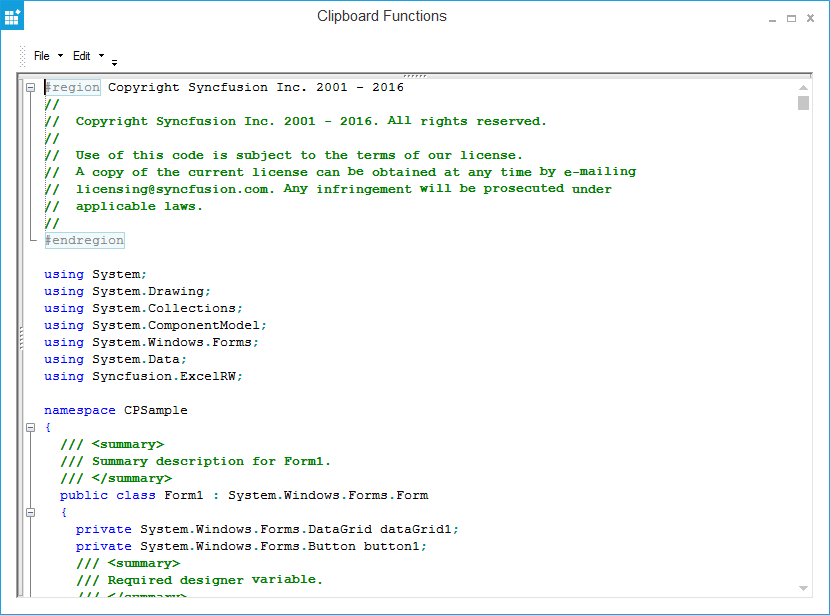 Clipboard Functions
File Edit
#region Copyright Syncfusion Inc. 2001 - 2016
//
//  Copyright Syncfusion Inc. 2001 - 2016. All rights reserved.
//
//  Use of this code is subject to the terms of our license.
//  A copy of the current license can be obtained at any time by e-mailing
//  licensing@syncfusion.com. Any infringement will be prosecuted under
//  applicable laws.
//
#endregion
using System;
using System.Drawing;
using System.Collections;
using System.ComponentModel;
using System.Windows.Forms;
using System.Data;
using Syncfusion.ExcelRW;
namespace CPSample
{
  /// <summary>
  /// Summary description for Form1.
  /// </summary>
  public class Form1 : System.Windows.Forms.Form
  {
    private System.Windows.Forms.DataGrid dataGrid1;
    private System.Windows.Forms.Button button1;
    /// <summary>
    /// Required designer variable.
    /// </summary>